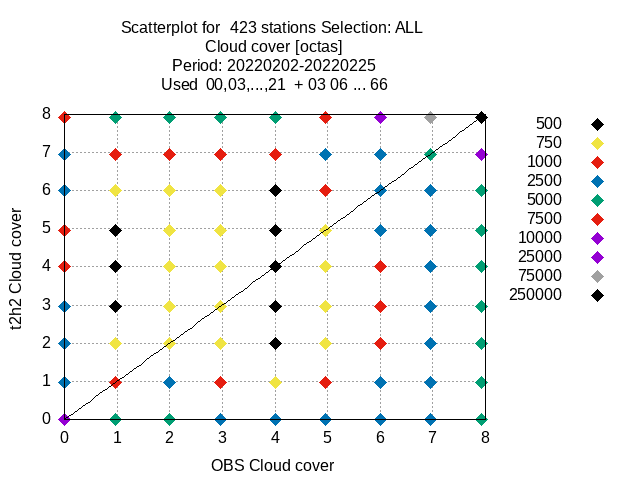 Scatterplot for  423 stations Selection: ALL
Cloud cover [octas]
Period: 20220202-20220225
Used  00,03,...,21  + 03 06 ... 66
8
7
6
5
4
3
2
1
0
t2h2 Cloud cover
0 1 2 3 4 5 6 7 8
OBS Cloud cover
500
750
1000
2500
5000
7500
10000
25000
75000
250000